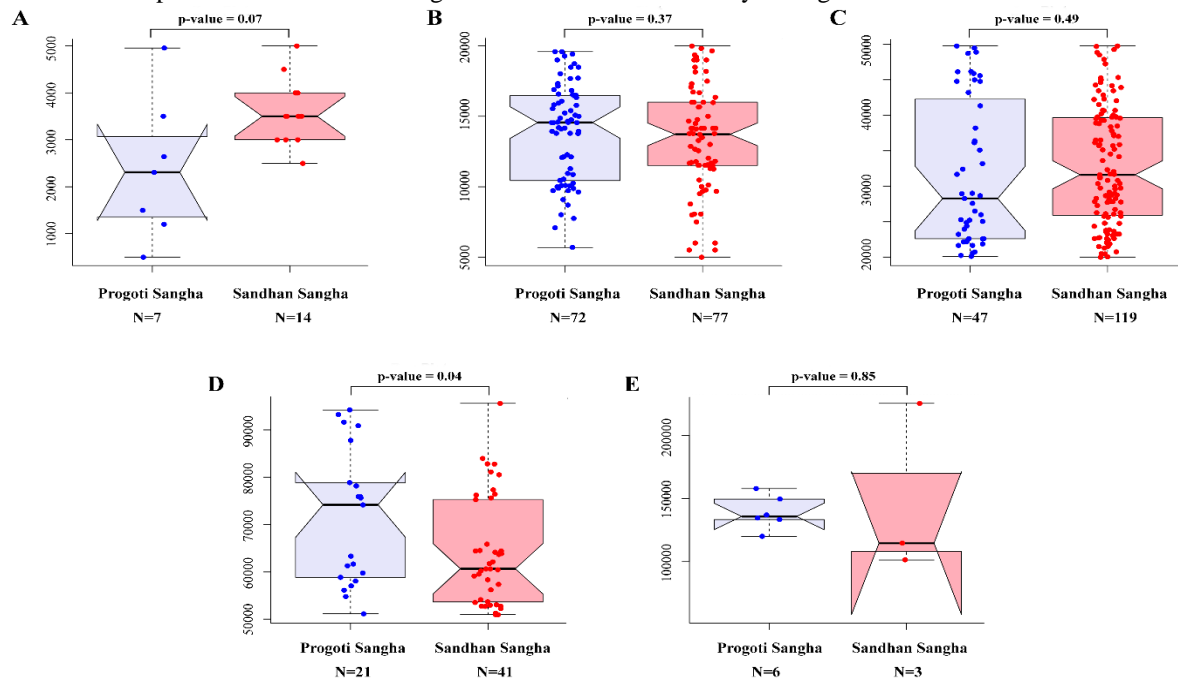 A
p-value = 0.07
5000
4000
3000
2000
1000
Progoti Sangha
Sandhan Sangha
N=7
N=14
B
p-value = 0.37
20000
15000
10000
5000
Progoti Sangha
Sandhan Sangha
N=72
N=77
C
p-value = 0.49
50000
40000
30000
20000
Progoti Sangha
Sandhan Sangha
N=47
N=119
D
p-value = 0.04
90000
80000
70000
60000
50000
Progoti Sangha
Sandhan Sangha
N=21
N=41
E
p-value = 0.85
200000
150000
100000
Progoti Sangha
Sandhan Sangha
N=6
N=3